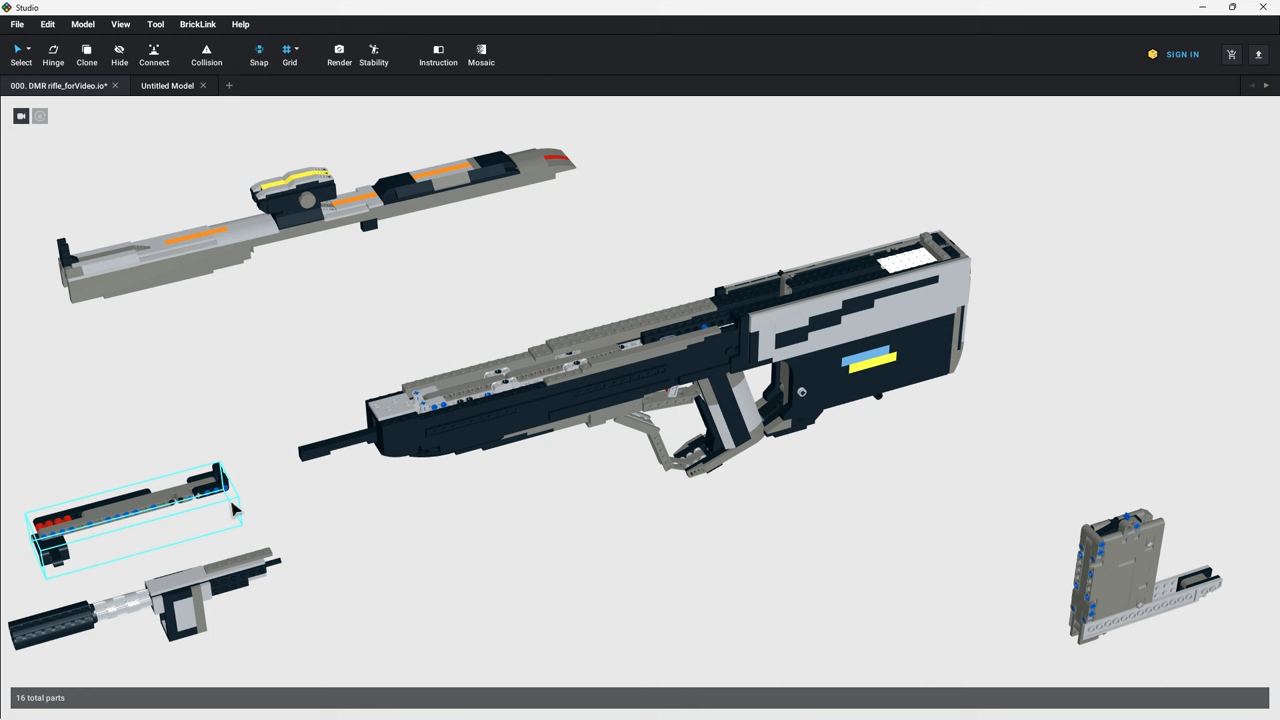 Studio
File Edit Model View Tool BrickLink Help
Select Hinge Clone Hide Connect Collision Snap Grid Render Stability Instruction Mosaic SIGN IN
000. DMR rifle_forVideo.io* Untitled Model
16 total parts